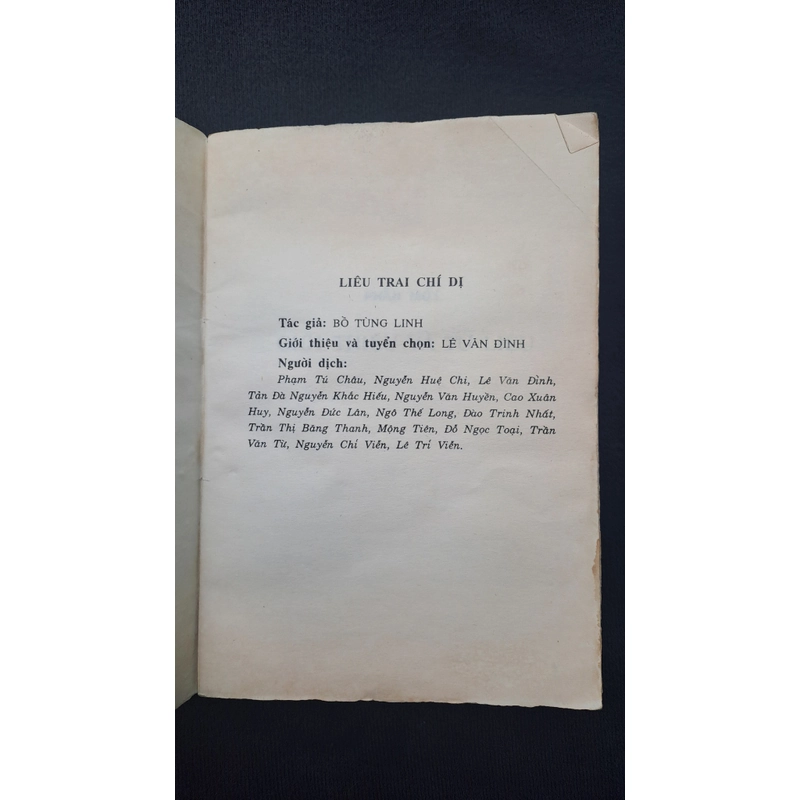 LIÊU TRAI CHÍ DỊ
Tác giả: BỒ TÙNG LINH
Giới thiệu và tuyển chọn: LÊ VĂN ĐÌNH
Người dịch:
Phạm Tú Châu, Nguyễn Huệ Chi, Lê Văn Đình,
Tản Đà Nguyễn Khắc Hiếu, Nguyễn Văn Huyền, Cao Xuân
Huy, Nguyễn Đức Lân, Ngô Thế Long, Đào Trinh Nhất,
Trần Thị Băng Thanh, Mộng Tiên, Đỗ Ngọc Toại, Trần
Văn Từ, Nguyễn Chí Viễn, Lê Trí Viễn.